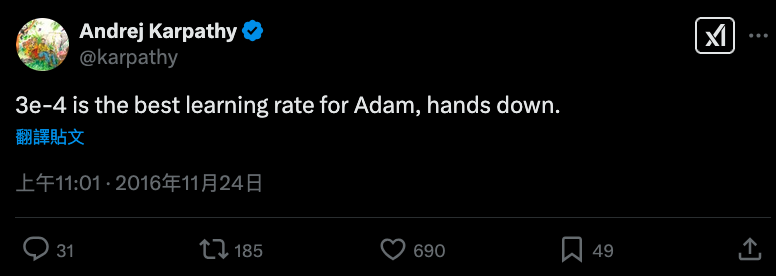 Andrej Karpathy
@karpathy
3e-4 is the best learning rate for Adam, hands down.
翻譯貼文
上午11:01 · 2016年11月24日
31 185 690 49